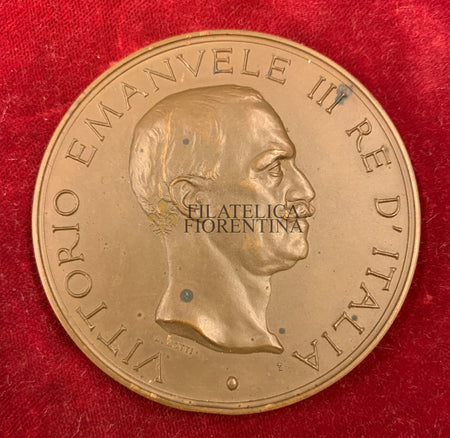 VITTORIO EMANVELE III RE D'ITALIA
FILATELICA
FIORENTINA